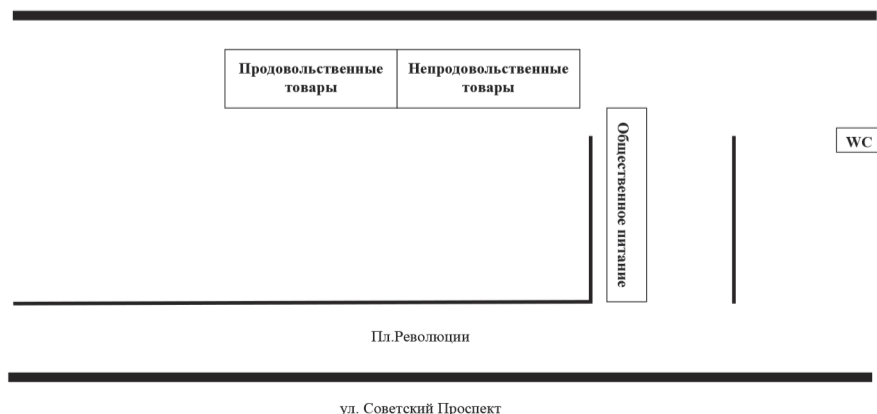 Продовольственные
товары
Непродовольственные
товары
Общественное питание
WC
Пл.Революции
ул. Советский Проспект